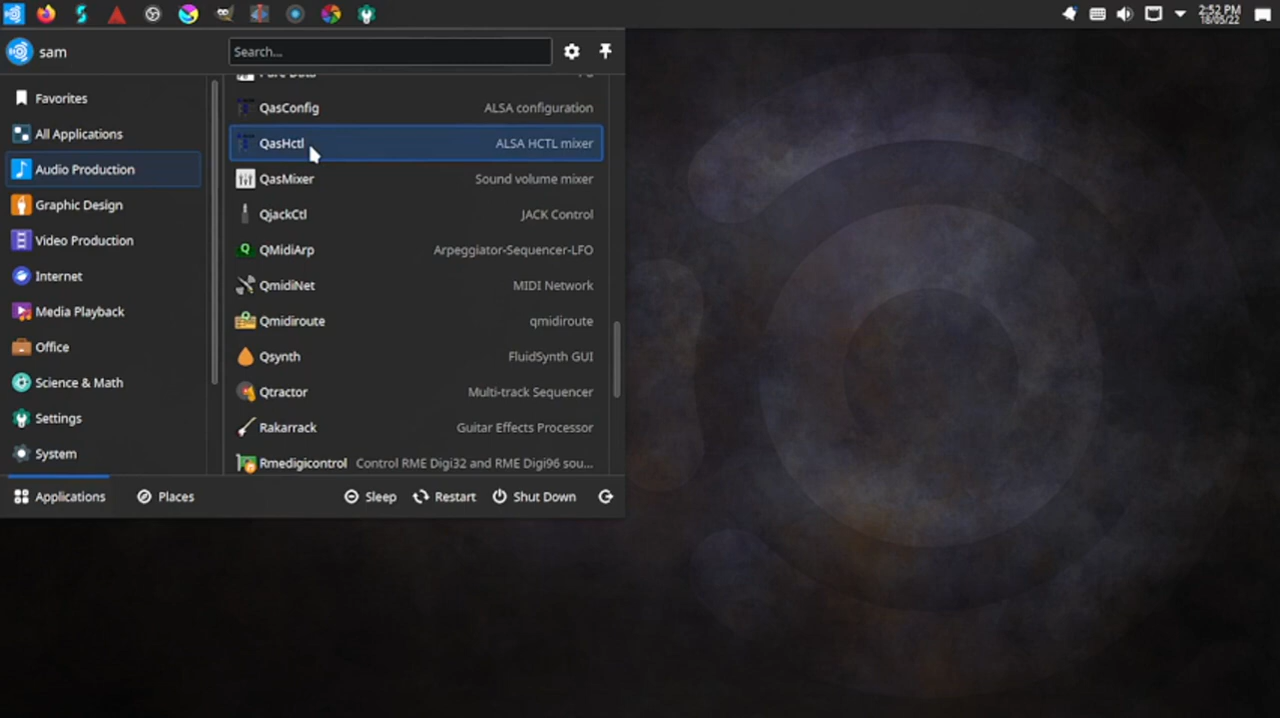 2:52 PM
18/05/22
sam
Search...
Favorites
All Applications
Audio Production
Graphic Design
Video Production
Internet
Media Playback
Office
Science & Math
Settings
System
QasConfig ALSA configuration
QasHctl ALSA HCTL mixer
QasMixer Sound volume mixer
QjackCtl JACK Control
QMidiArp Arpeggiator-Sequencer-LFO
QmidiNet MIDI Network
Qmidiroute qmidiroute
Qsynth FluidSynth GUI
Qtractor Multi-track Sequencer
Rakarrack Guitar Effects Processor
Rmedigicontrol Control RME Digi32 and RME Digi96 sou...
Applications Places Sleep Restart Shut Down